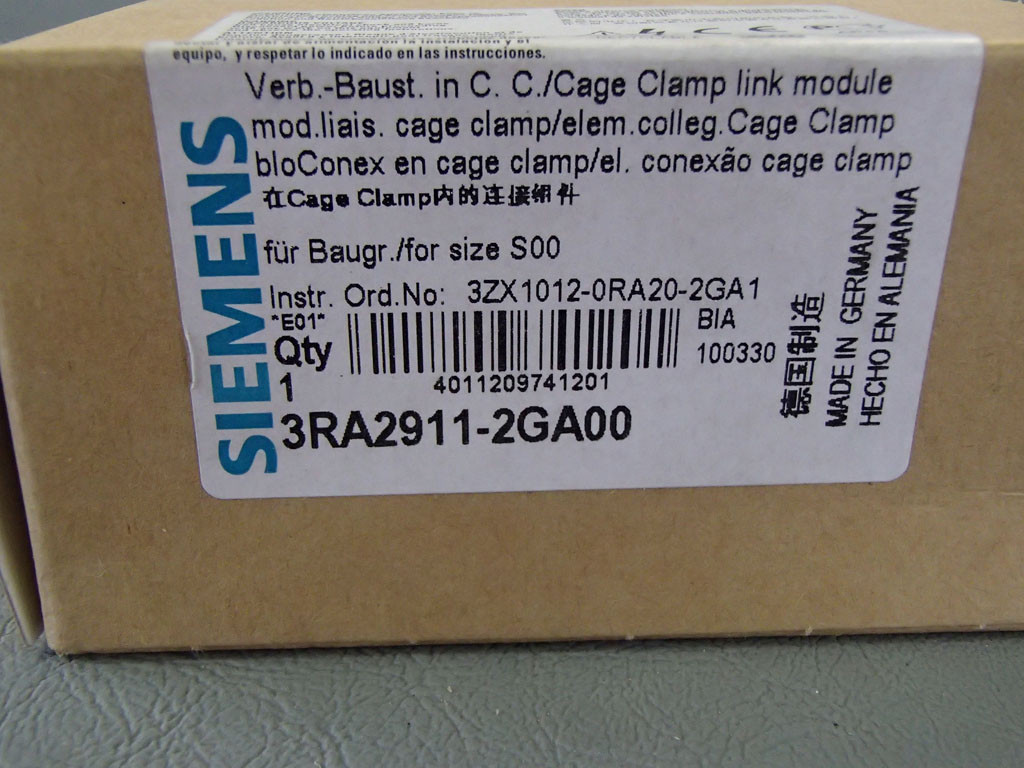 equipo, y respetar lo indicado en las instrucciones.
Verb.-Baust. in C. C./Cage Clamp link module
mod.liais. cage clamp/elem.colleg.Cage Clamp
bloConex en cage clamp/el. conexão cage clamp
在Cage Clamp内的连接组件
für Baugr./for size S00
Instr. Ord.No: 3ZX1012-0RA20-2GA1
*E01*
BIA
Qty
100330
1
4011209741201
3RA2911-2GA00
SIEMENS
德国制造
MADE IN GERMANY
HECHO EN ALEMANIA